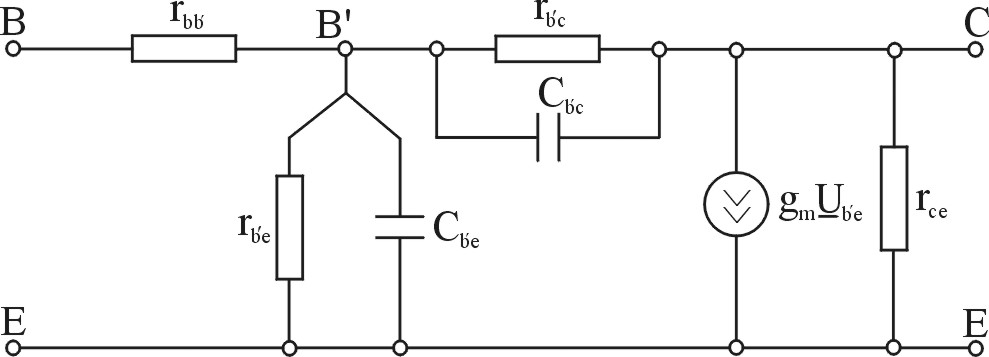 B
r_bb'
B'
r_b'c
C
C_b'c
r_b'e
C_b'e
g_m U_b'e
r_ce
E
E